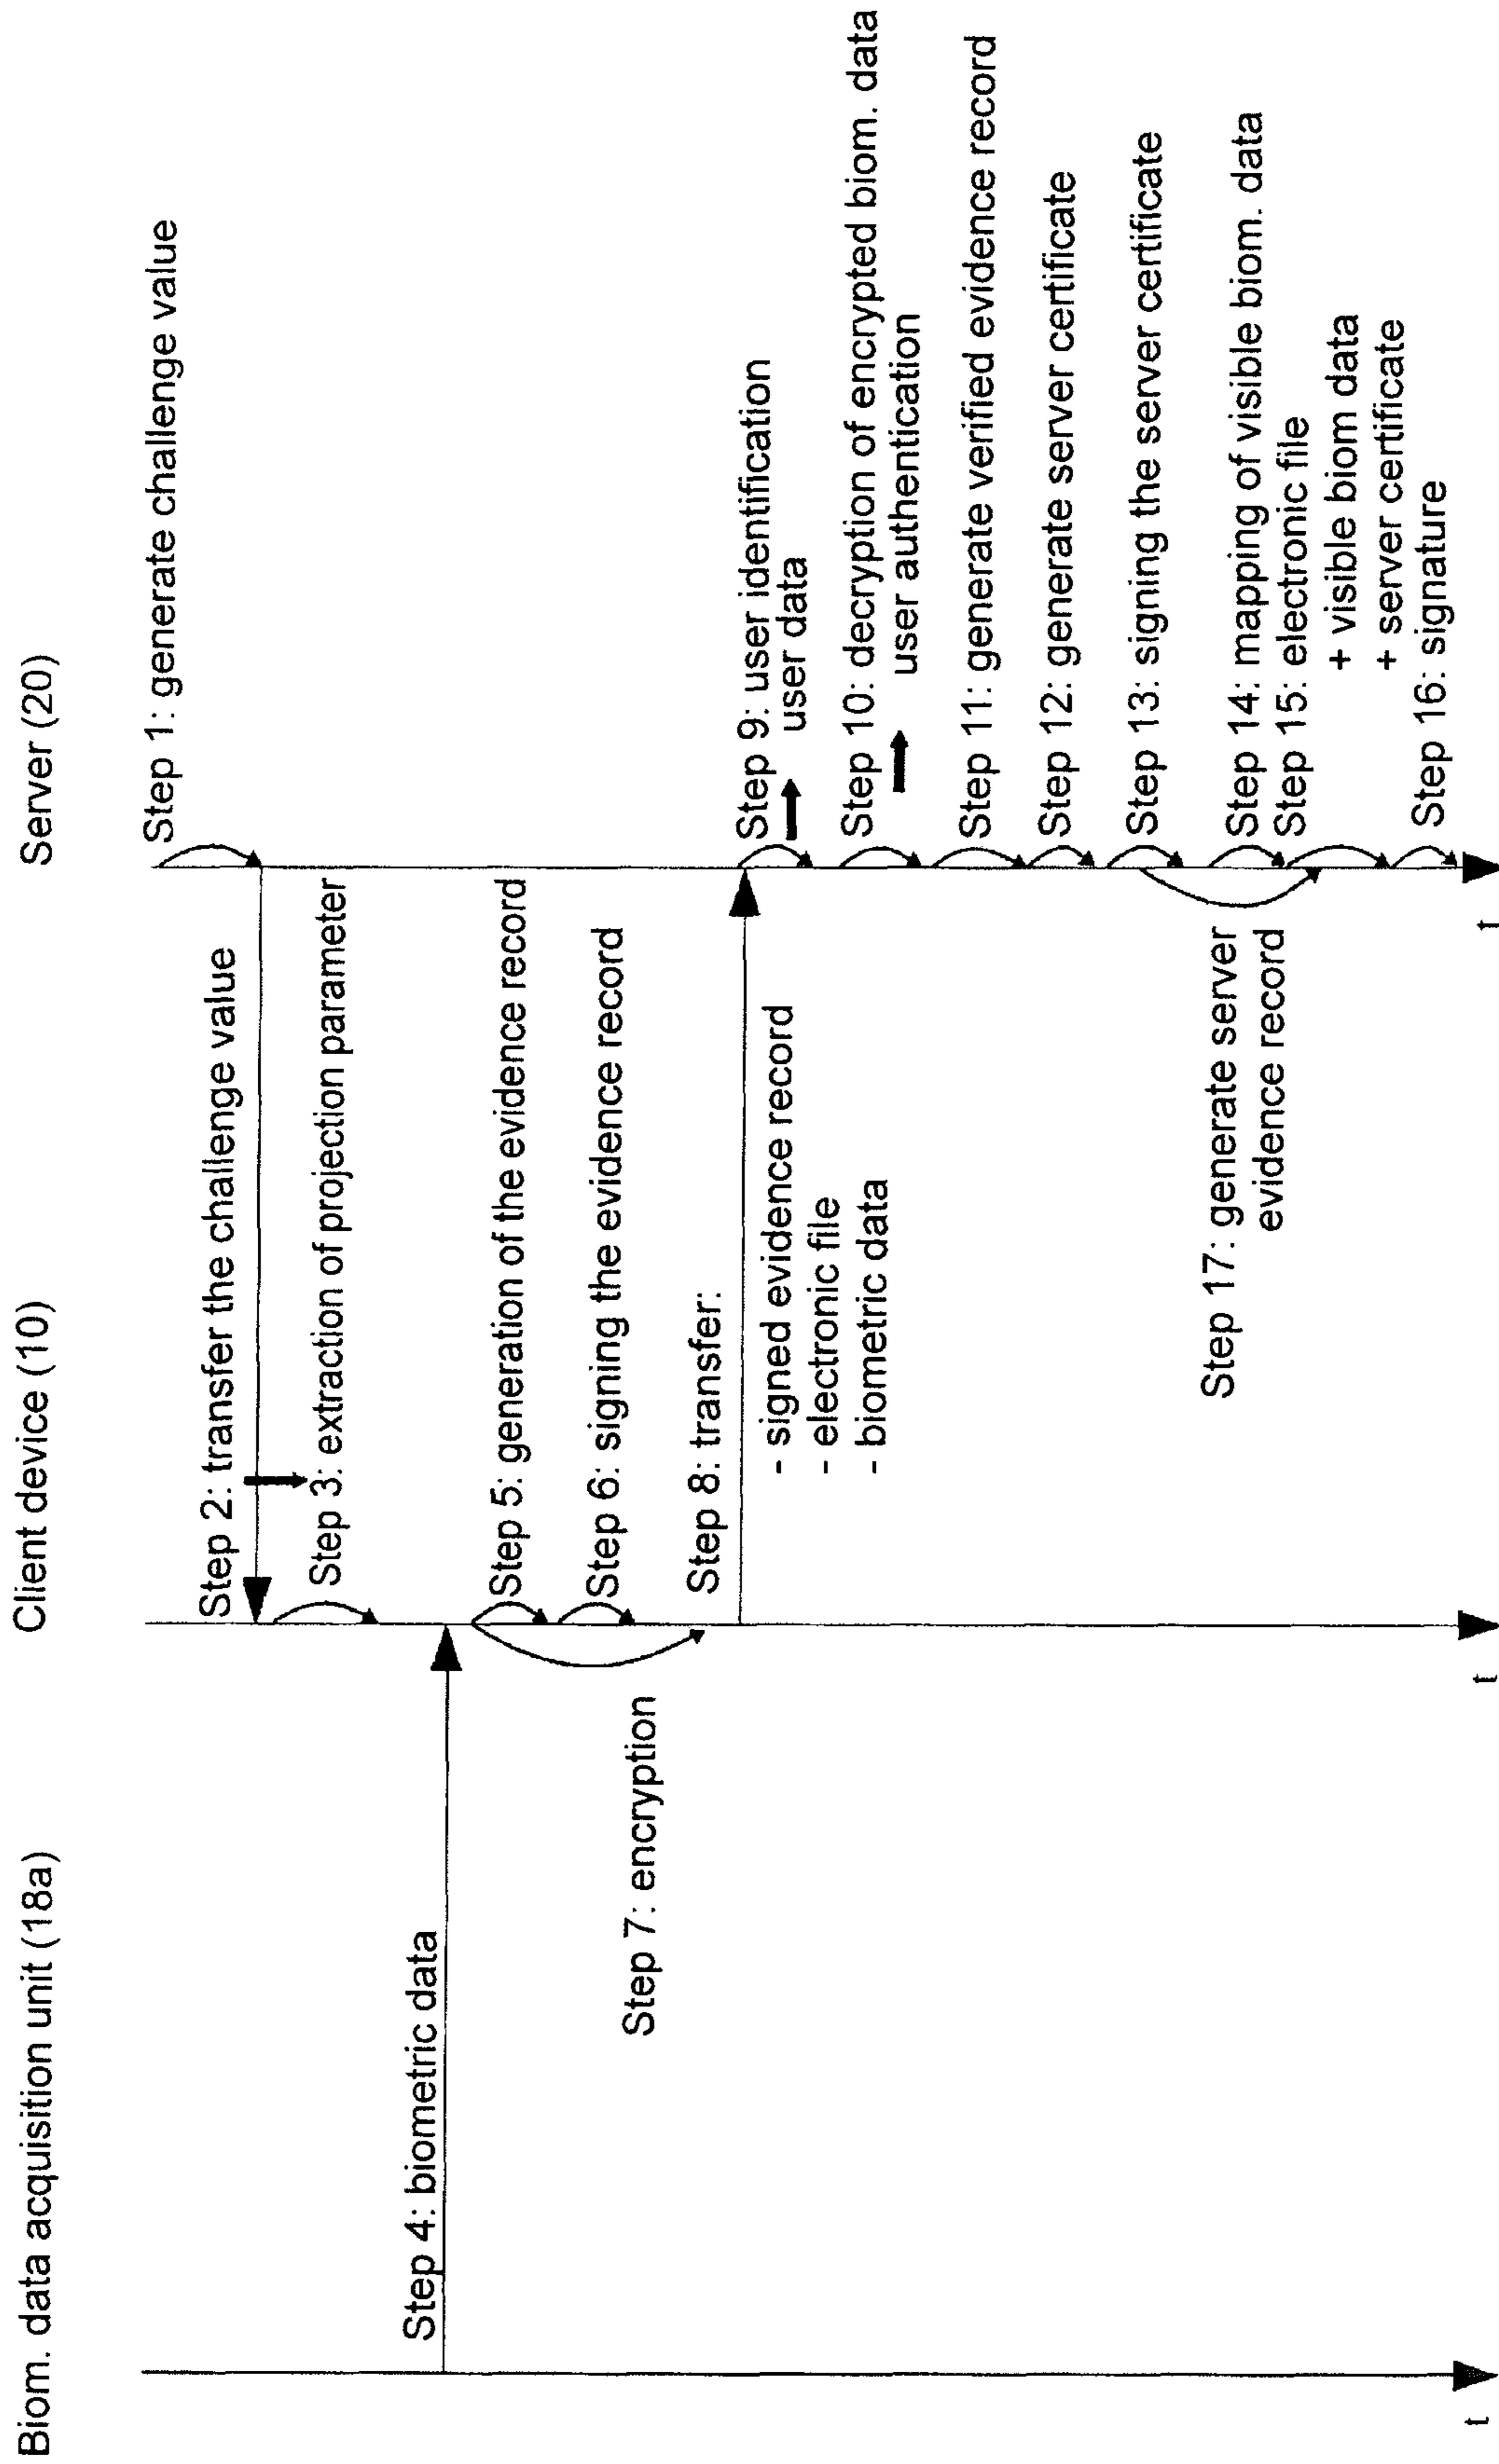 Biom. data acquisition unit (18a)
Client device (10)
Server (20)
Step 1: generate challenge value
Step 2: transfer the challenge value
Step 3: extraction of projection parameter
Step 4: biometric data
Step 5: generation of the evidence record
Step 6: signing the evidence record
Step 7: encryption
Step 8: transfer:
- signed evidence record
- electronic file
- biometric data
Step 9: user identification
user data
Step 10: decryption of encrypted biom. data
user authentication
Step 11: generate verified evidence record
Step 12: generate server certificate
Step 13: signing the server certificate
Step 14: mapping of visible biom. data
Step 15: electronic file
+ visible biom data
+ server certificate
Step 16: signature
Step 17: generate server
evidence record
t
t
t